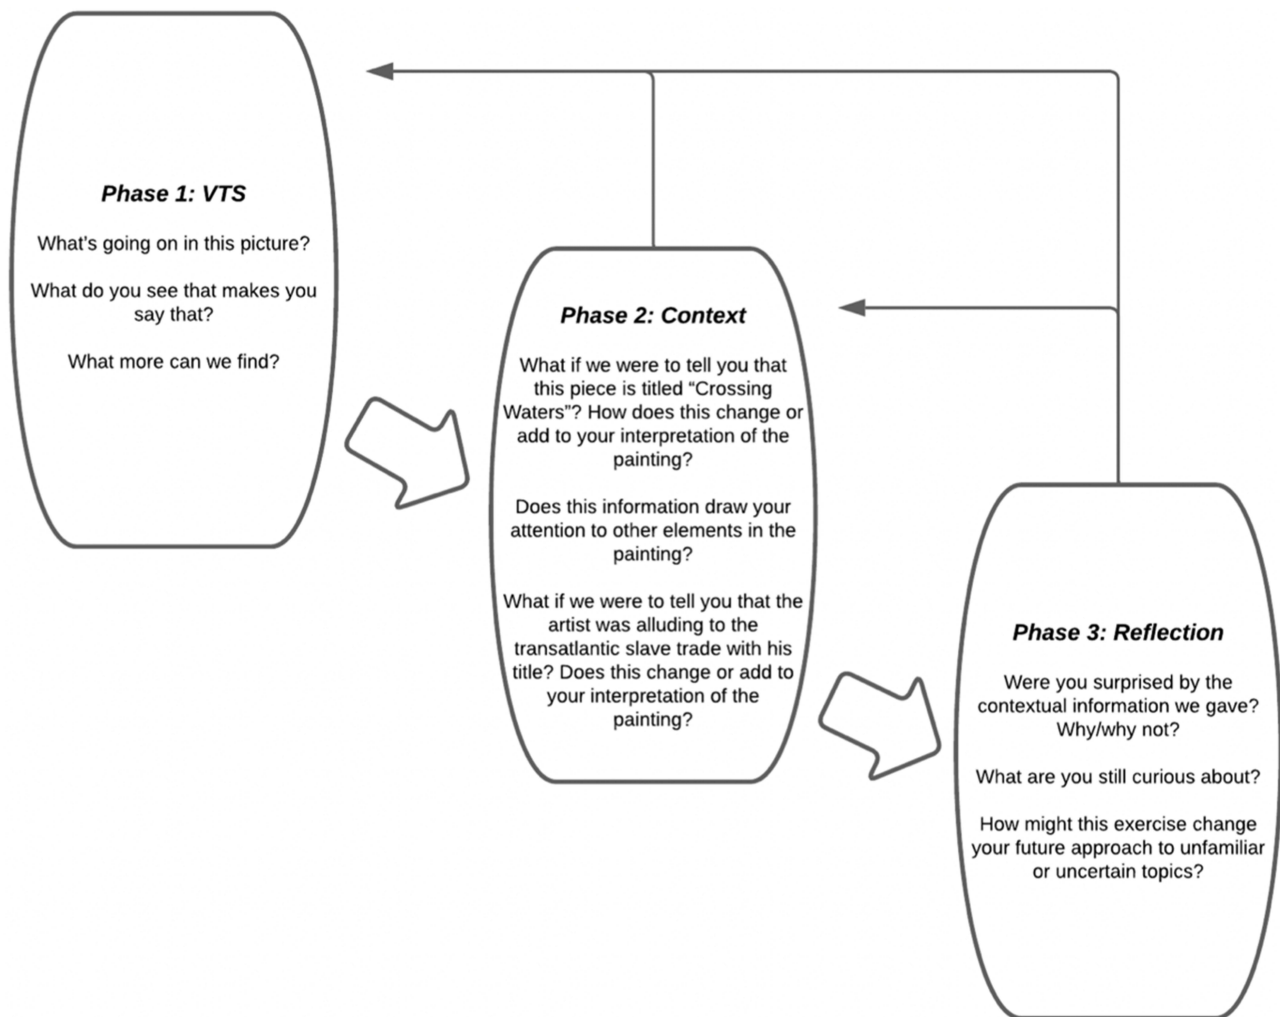 Phase 1: VTS
What's going on in this picture?
What do you see that makes you
say that?
What more can we find?
Phase 2: Context
What if we were to tell you that
this piece is titled “Crossing
Waters”? How does this change or
add to your interpretation of the
painting?
Does this information draw your
attention to other elements in the
painting?
What if we were to tell you that the
artist was alluding to the
transatlantic slave trade with his
title? Does this change or add to
your interpretation of the
painting?
Phase 3: Reflection
Were you surprised by the
contextual information we gave?
Why/why not?
What are you still curious about?
How might this exercise change
your future approach to unfamiliar
or uncertain topics?